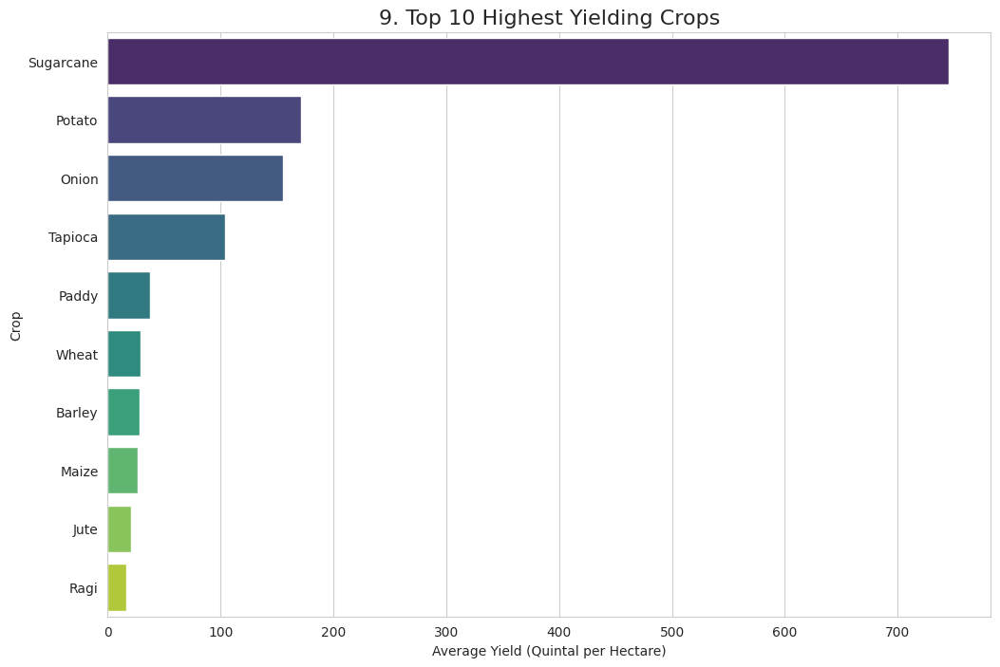 9. Top 10 Highest Yielding Crops
Sugarcane
Potato
Onion
Tapioca
Paddy
Wheat
Barley
Maize
Jute
Ragi
Crop
0 100 200 300 400 500 600 700
Average Yield (Quintal per Hectare)